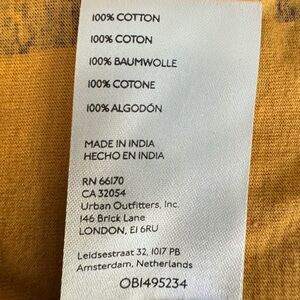 100% COTTON
100% COTON
100% BAUMWOLLE
100% COTONE
100% ALGODÓN
MADE IN INDIA
HECHO EN INDIA
RN 66170
CA 32054
Urban Outfitters, Inc.
146 Brick Lane
LONDON, E1 6RU
Leidsestraat 32, 1017 PB
Amsterdam, Netherlands
OB1495234